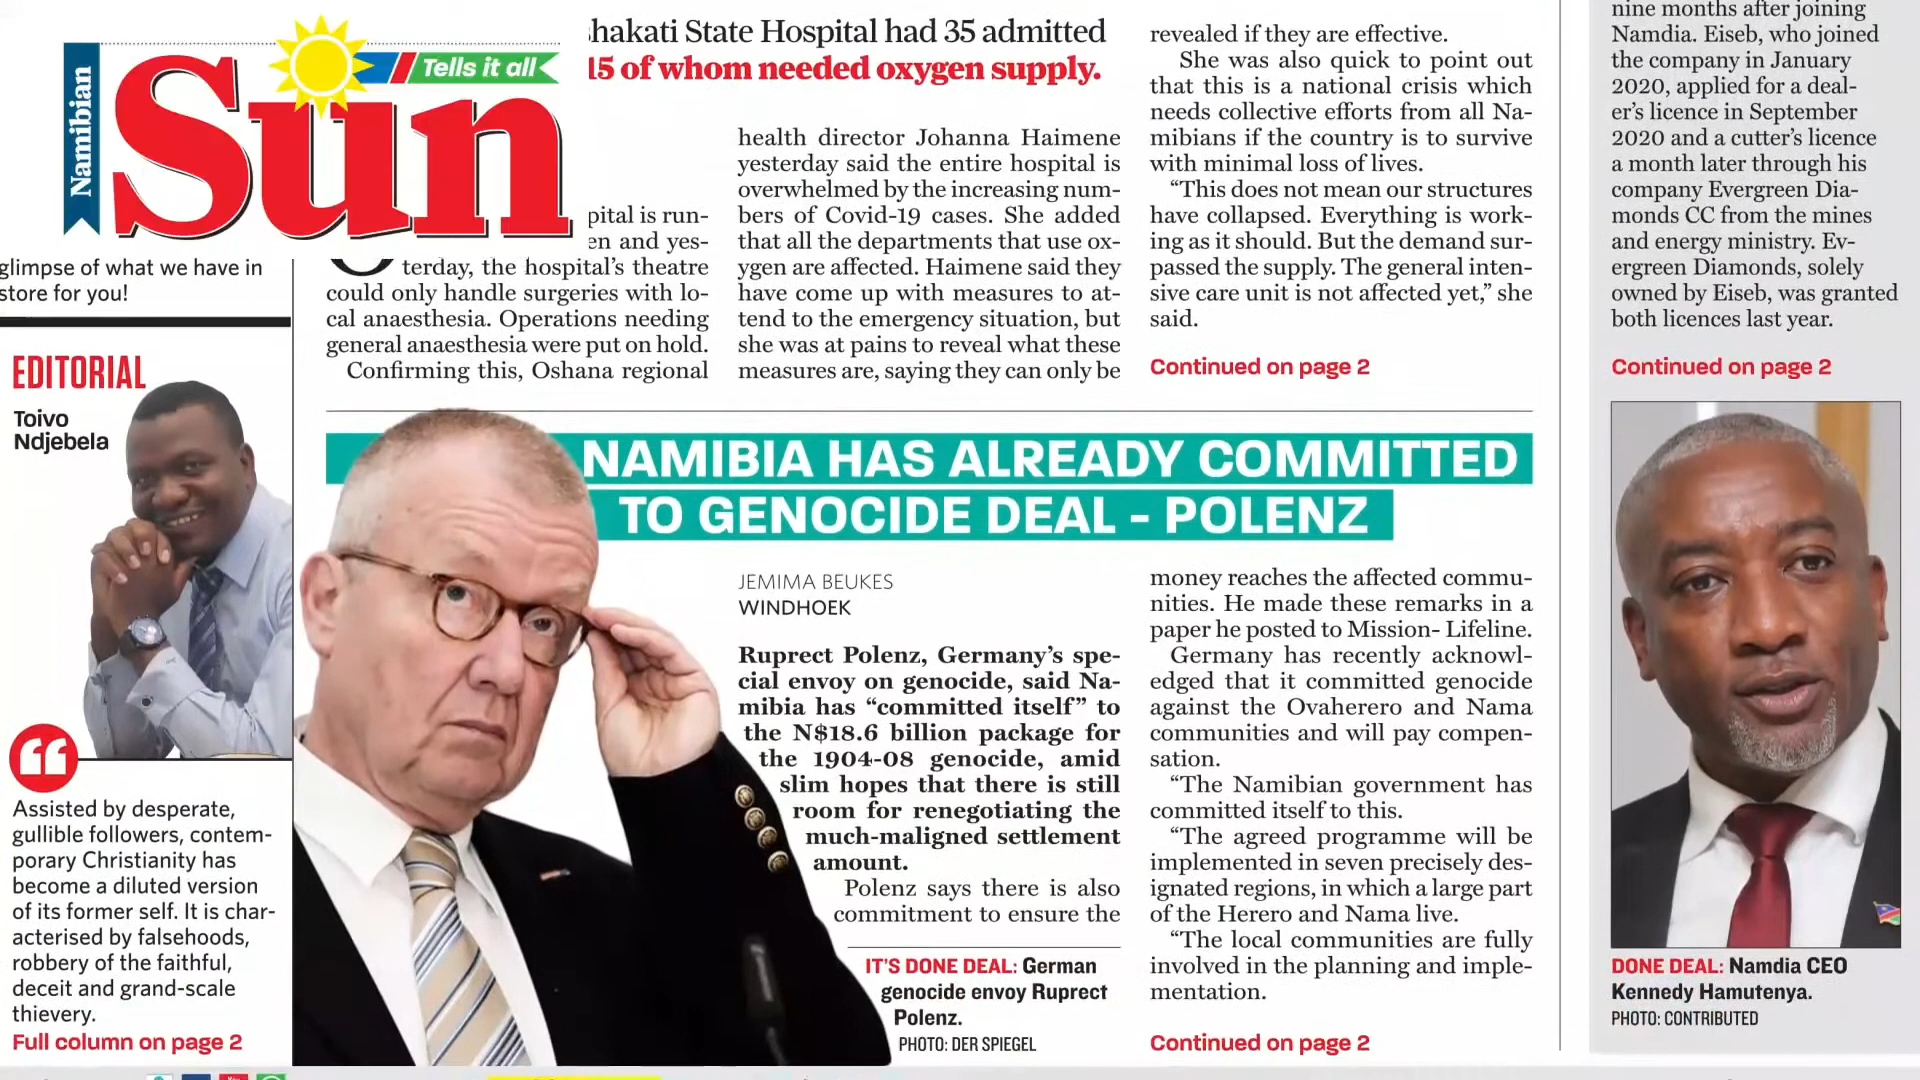 Namibian
Sun
Tells it all
glimpse of what we have in
store for you!
EDITORIAL
Toivo
Ndjebela
Assisted by desperate,
gullible followers, contem-
porary Christianity has
become a diluted version
of its former self. It is char-
acterised by falsehoods,
robbery of the faithful,
deceit and grand-scale
thievery.
Full column on page 2
hakati State Hospital had 35 admitted
15 of whom needed oxygen supply.
pital is run-
en and yes-
terday, the hospital's theatre
could only handle surgeries with lo-
cal anaesthesia. Operations needing
general anaesthesia were put on hold.
Confirming this, Oshana regional
health director Johanna Haimene
yesterday said the entire hospital is
overwhelmed by the increasing num-
bers of Covid-19 cases. She added
that all the departments that use ox-
ygen are affected. Haimene said they
have come up with measures to at-
tend to the emergency situation, but
she was at pains to reveal what these
measures are, saying they can only be
revealed if they are effective.
She was also quick to point out
that this is a national crisis which
needs collective efforts from all Na-
mibians if the country is to survive
with minimal loss of lives.
“This does not mean our structures
have collapsed. Everything is work-
ing as it should. But the demand sur-
passed the supply. The general inten-
sive care unit is not affected yet,” she
said.
Continued on page 2
NAMIBIA HAS ALREADY COMMITTED
TO GENOCIDE DEAL - POLENZ
JEMIMA BEUKES
WINDHOEK
Ruprect Polenz, Germany's spe-
cial envoy on genocide, said Na-
mibia has “committed itself” to
the N$18.6 billion package for
the 1904-08 genocide, amid
slim hopes that there is still
room for renegotiating the
much-maligned settlement
amount.
Polenz says there is also
commitment to ensure the
IT'S DONE DEAL: German
genocide envoy Ruprect
Polenz.
PHOTO: DER SPIEGEL
money reaches the affected commu-
nities. He made these remarks in a
paper he posted to Mission- Lifeline.
Germany has recently acknowl-
edged that it committed genocide
against the Ovaherero and Nama
communities and will pay compen-
sation.
“The Namibian government has
committed itself to this.
“The agreed programme will be
implemented in seven precisely des-
ignated regions, in which a large part
of the Herero and Nama live.
“The local communities are fully
involved in the planning and imple-
mentation.
Continued on page 2
nine months after joining
Namdia. Eiseb, who joined
the company in January
2020, applied for a deal-
er's licence in September
2020 and a cutter's licence
a month later through his
company Evergreen Dia-
monds CC from the mines
and energy ministry. Ev-
ergreen Diamonds, solely
owned by Eiseb, was granted
both licences last year.
Continued on page 2
DONE DEAL: Namdia CEO
Kennedy Hamutenya.
PHOTO: CONTRIBUTED